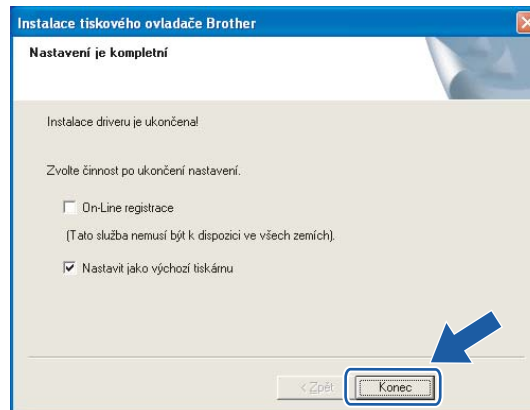 Instalace tiskového ovladače Brother
Nastavení je kompletní
Instalace driveru je ukončena!
Zvolte činnost po ukončení nastavení.
On-Line registrace
(Tato služba nemusí být k dispozici ve všech zemích).
Nastavit jako výchozí tiskárnu
< Zpět
Konec